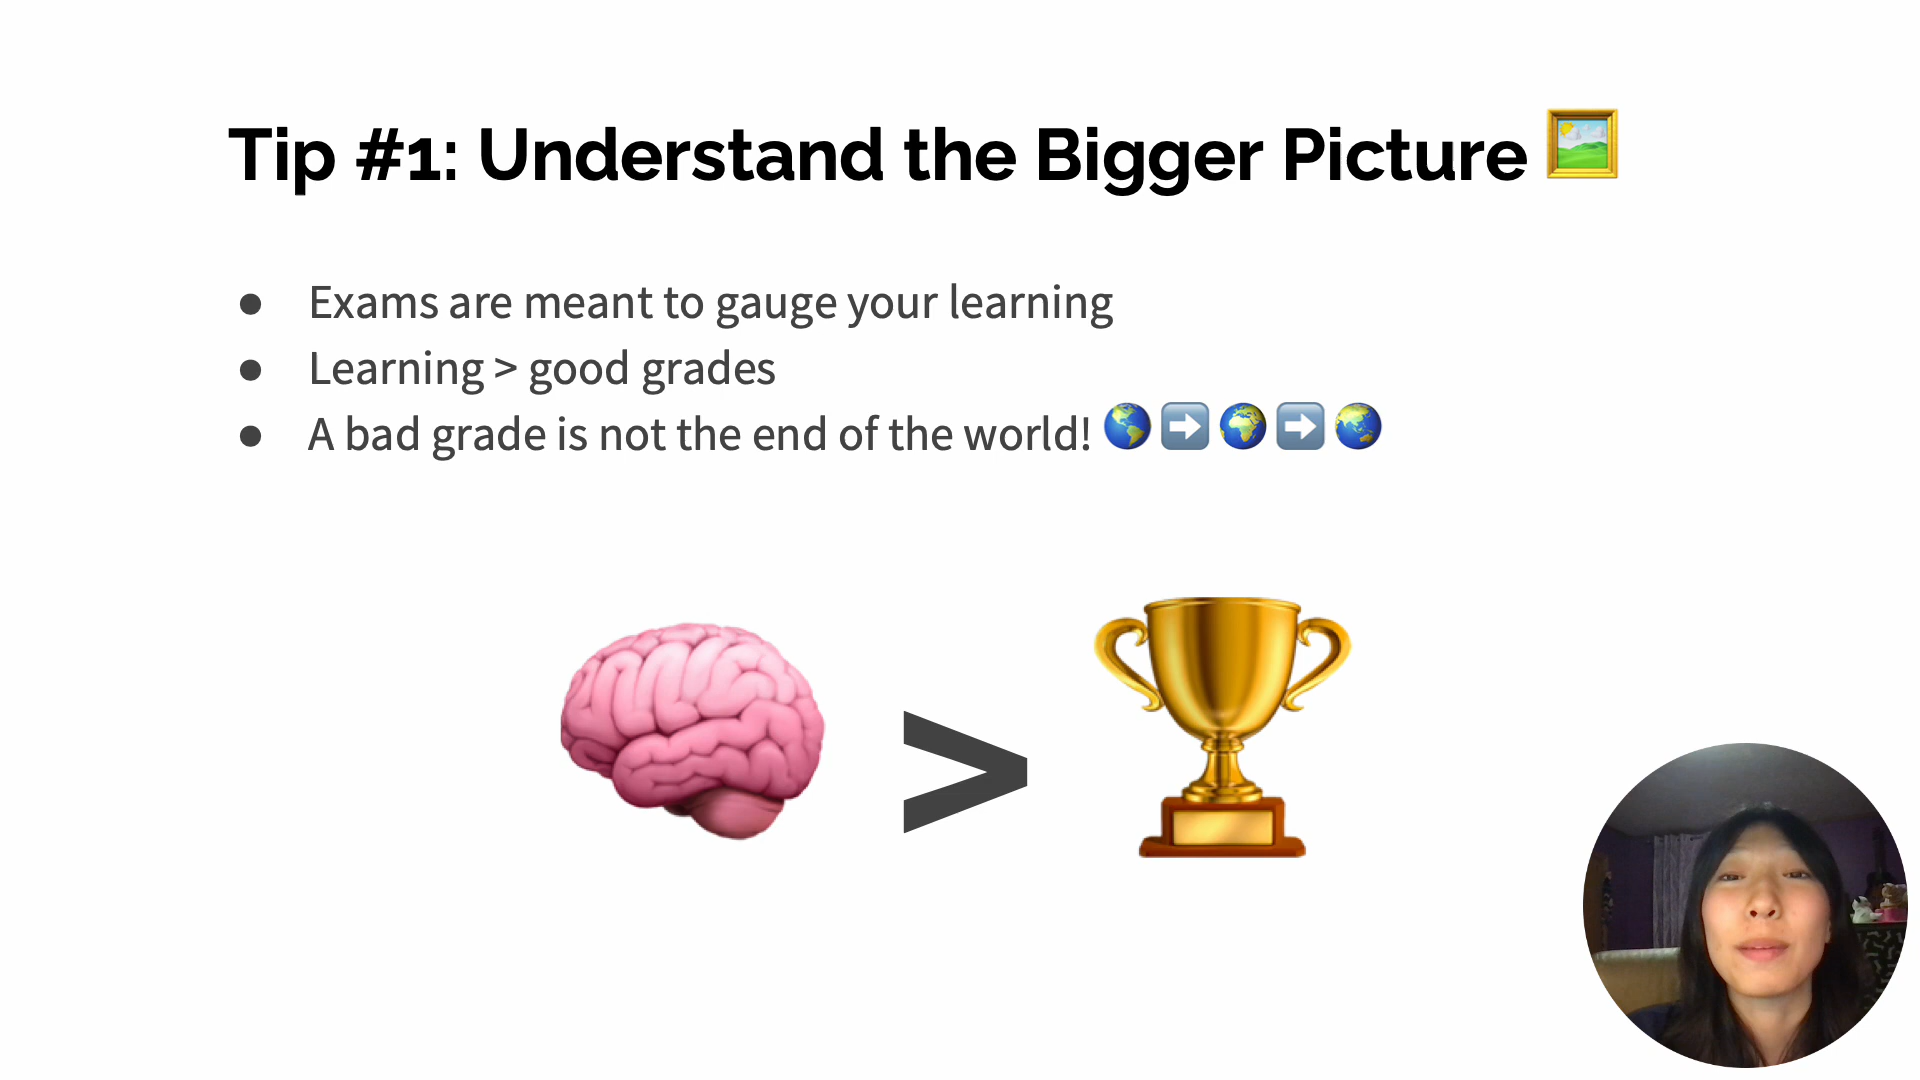 Tip #1: Understand the Bigger Picture 🖼️
● Exams are meant to gauge your learning
● Learning > good grades
● A bad grade is not the end of the world! 🌎➡️🌍➡️🌏
>